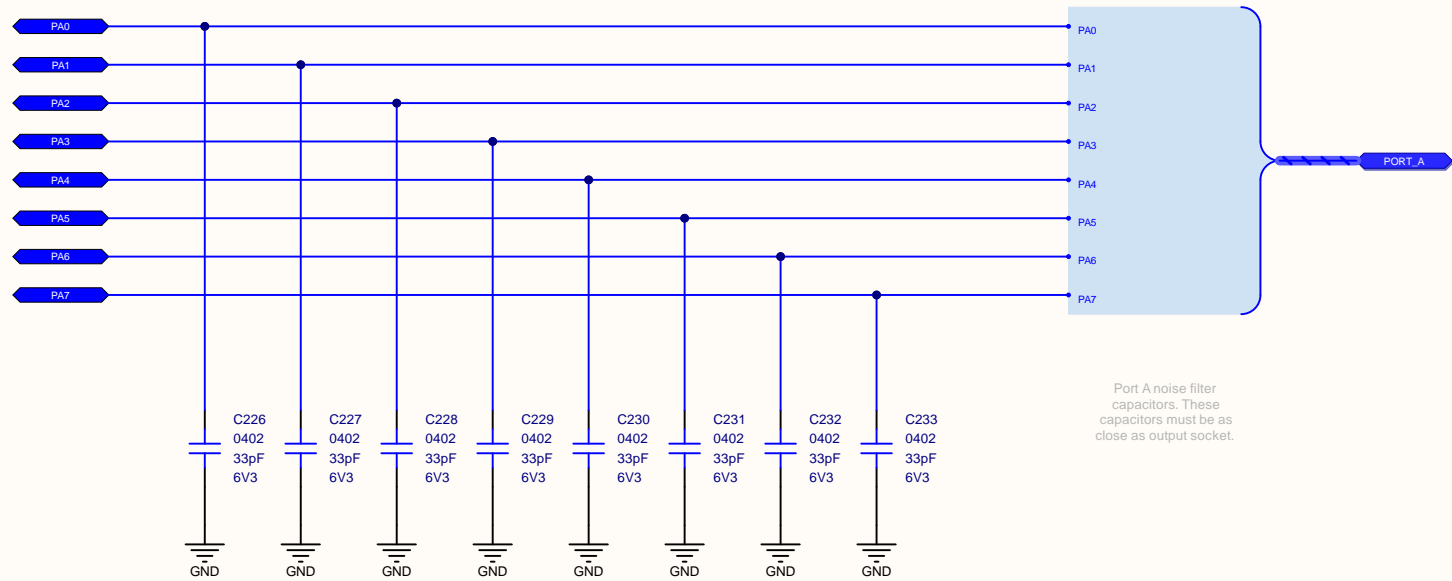 PA0
PA1
PA2
PA3
PA4
PA5
PA6
PA7
PA0
PA1
PA2
PA3
PA4
PA5
PA6
PA7
PORT_A
Port A noise filter
capacitors. These
capacitors must be as
close as output socket.
C226
0402
33pF
6V3
C227
0402
33pF
6V3
C228
0402
33pF
6V3
C229
0402
33pF
6V3
C230
0402
33pF
6V3
C231
0402
33pF
6V3
C232
0402
33pF
6V3
C233
0402
33pF
6V3
GND
GND
GND
GND
GND
GND
GND
GND